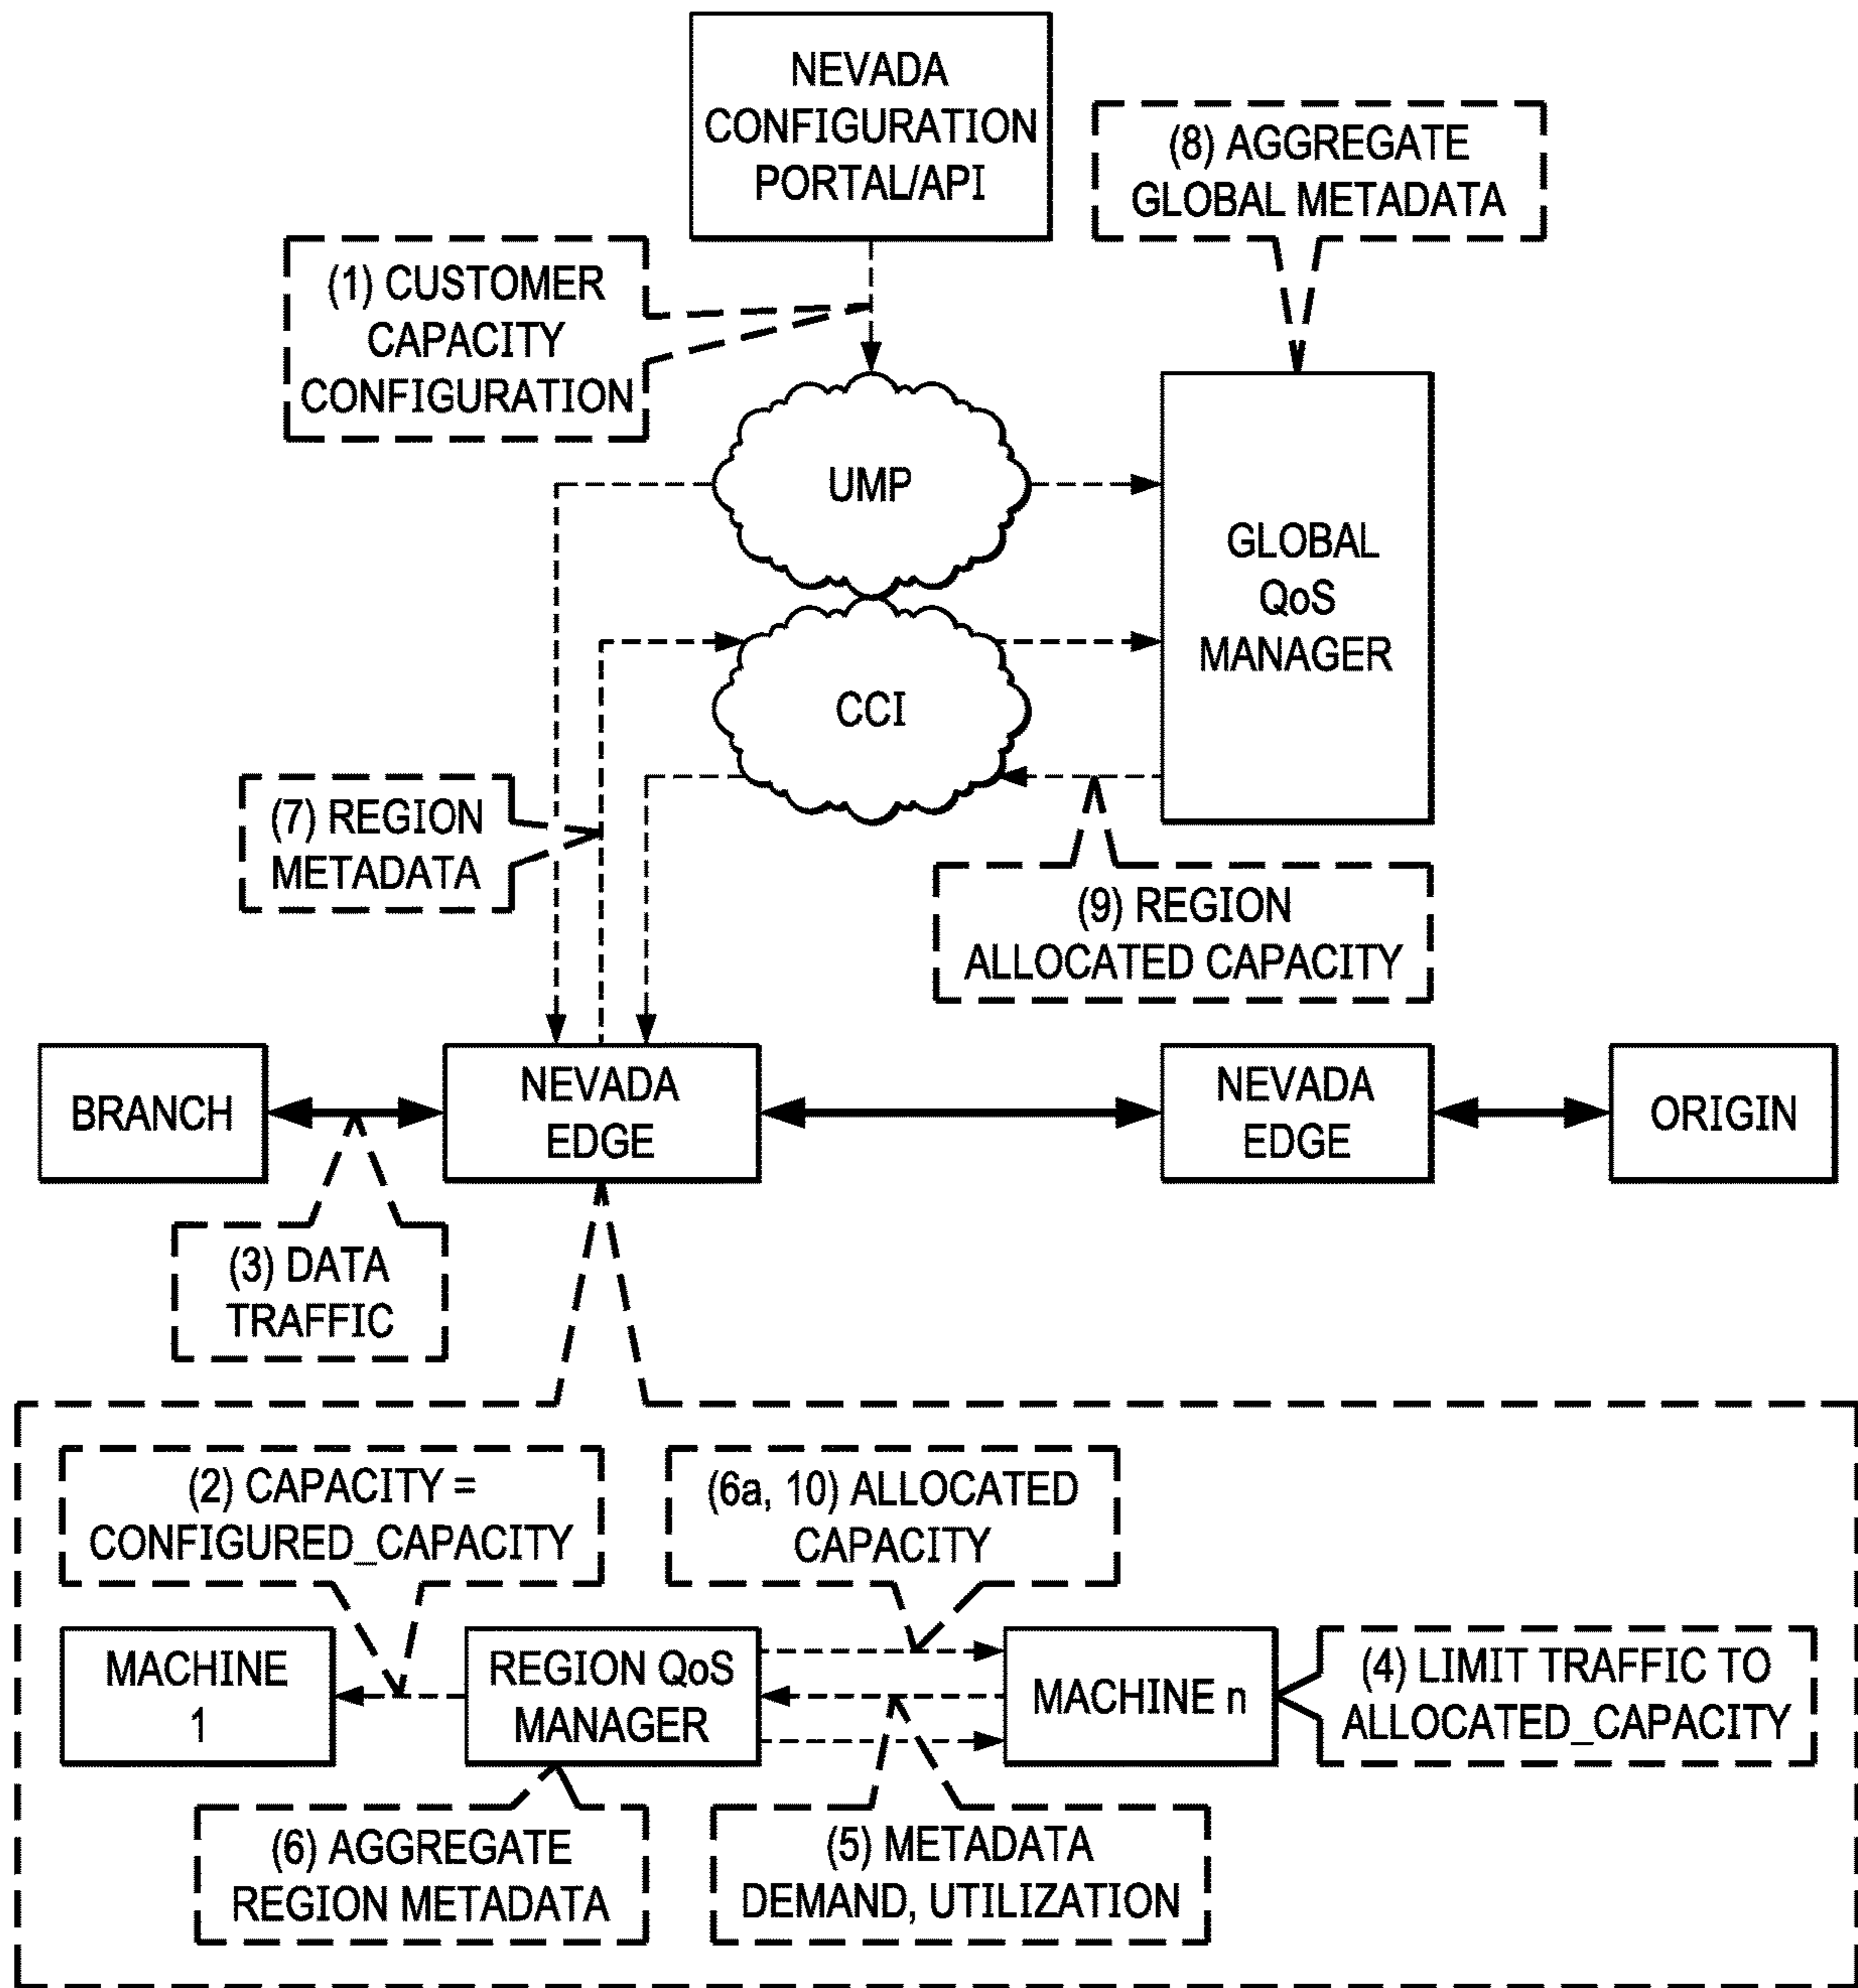 NEVADA
CONFIGURATION
PORTAL/API
(8) AGGREGATE
GLOBAL METADATA
(1) CUSTOMER
CAPACITY
CONFIGURATION
UMP
GLOBAL
QoS
MANAGER
CCI
(7) REGION
METADATA
(9) REGION
ALLOCATED CAPACITY
BRANCH
NEVADA
EDGE
NEVADA
EDGE
ORIGIN
(3) DATA
TRAFFIC
(2) CAPACITY =
CONFIGURED_CAPACITY
(6a, 10) ALLOCATED
CAPACITY
MACHINE
1
REGION QoS
MANAGER
MACHINE n
(4) LIMIT TRAFFIC TO
ALLOCATED_CAPACITY
(6) AGGREGATE
REGION METADATA
(5) METADATA
DEMAND, UTILIZATION